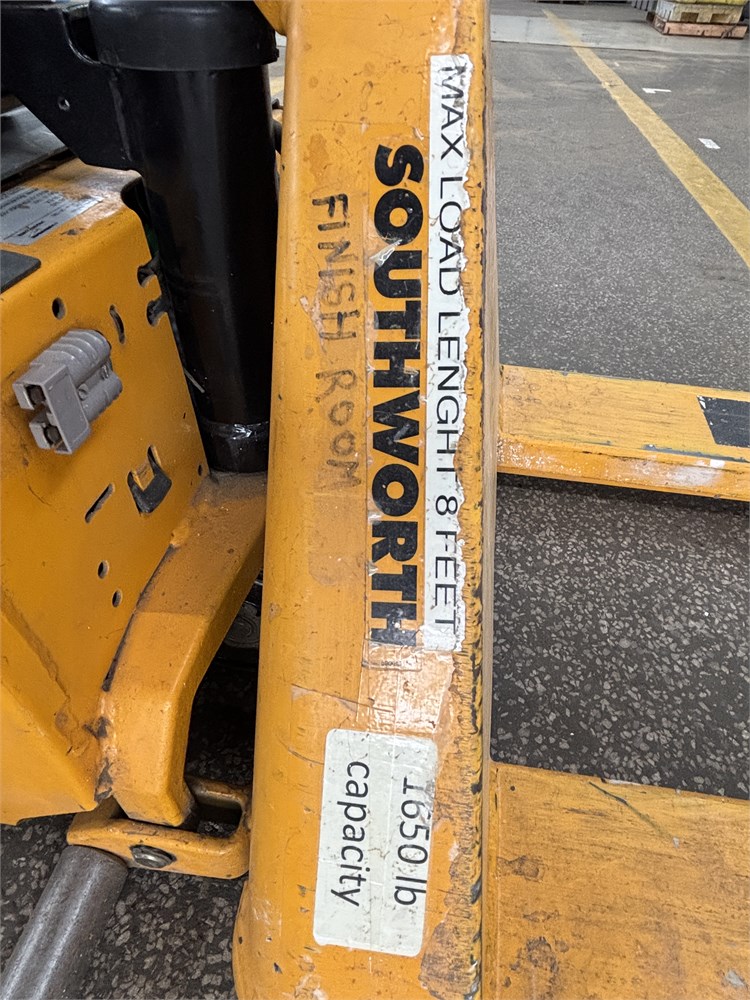 MAX LOAD LENGHT 8 FEET
SOUTHWORTH
FINISH ROOM
1650 lb
capacity